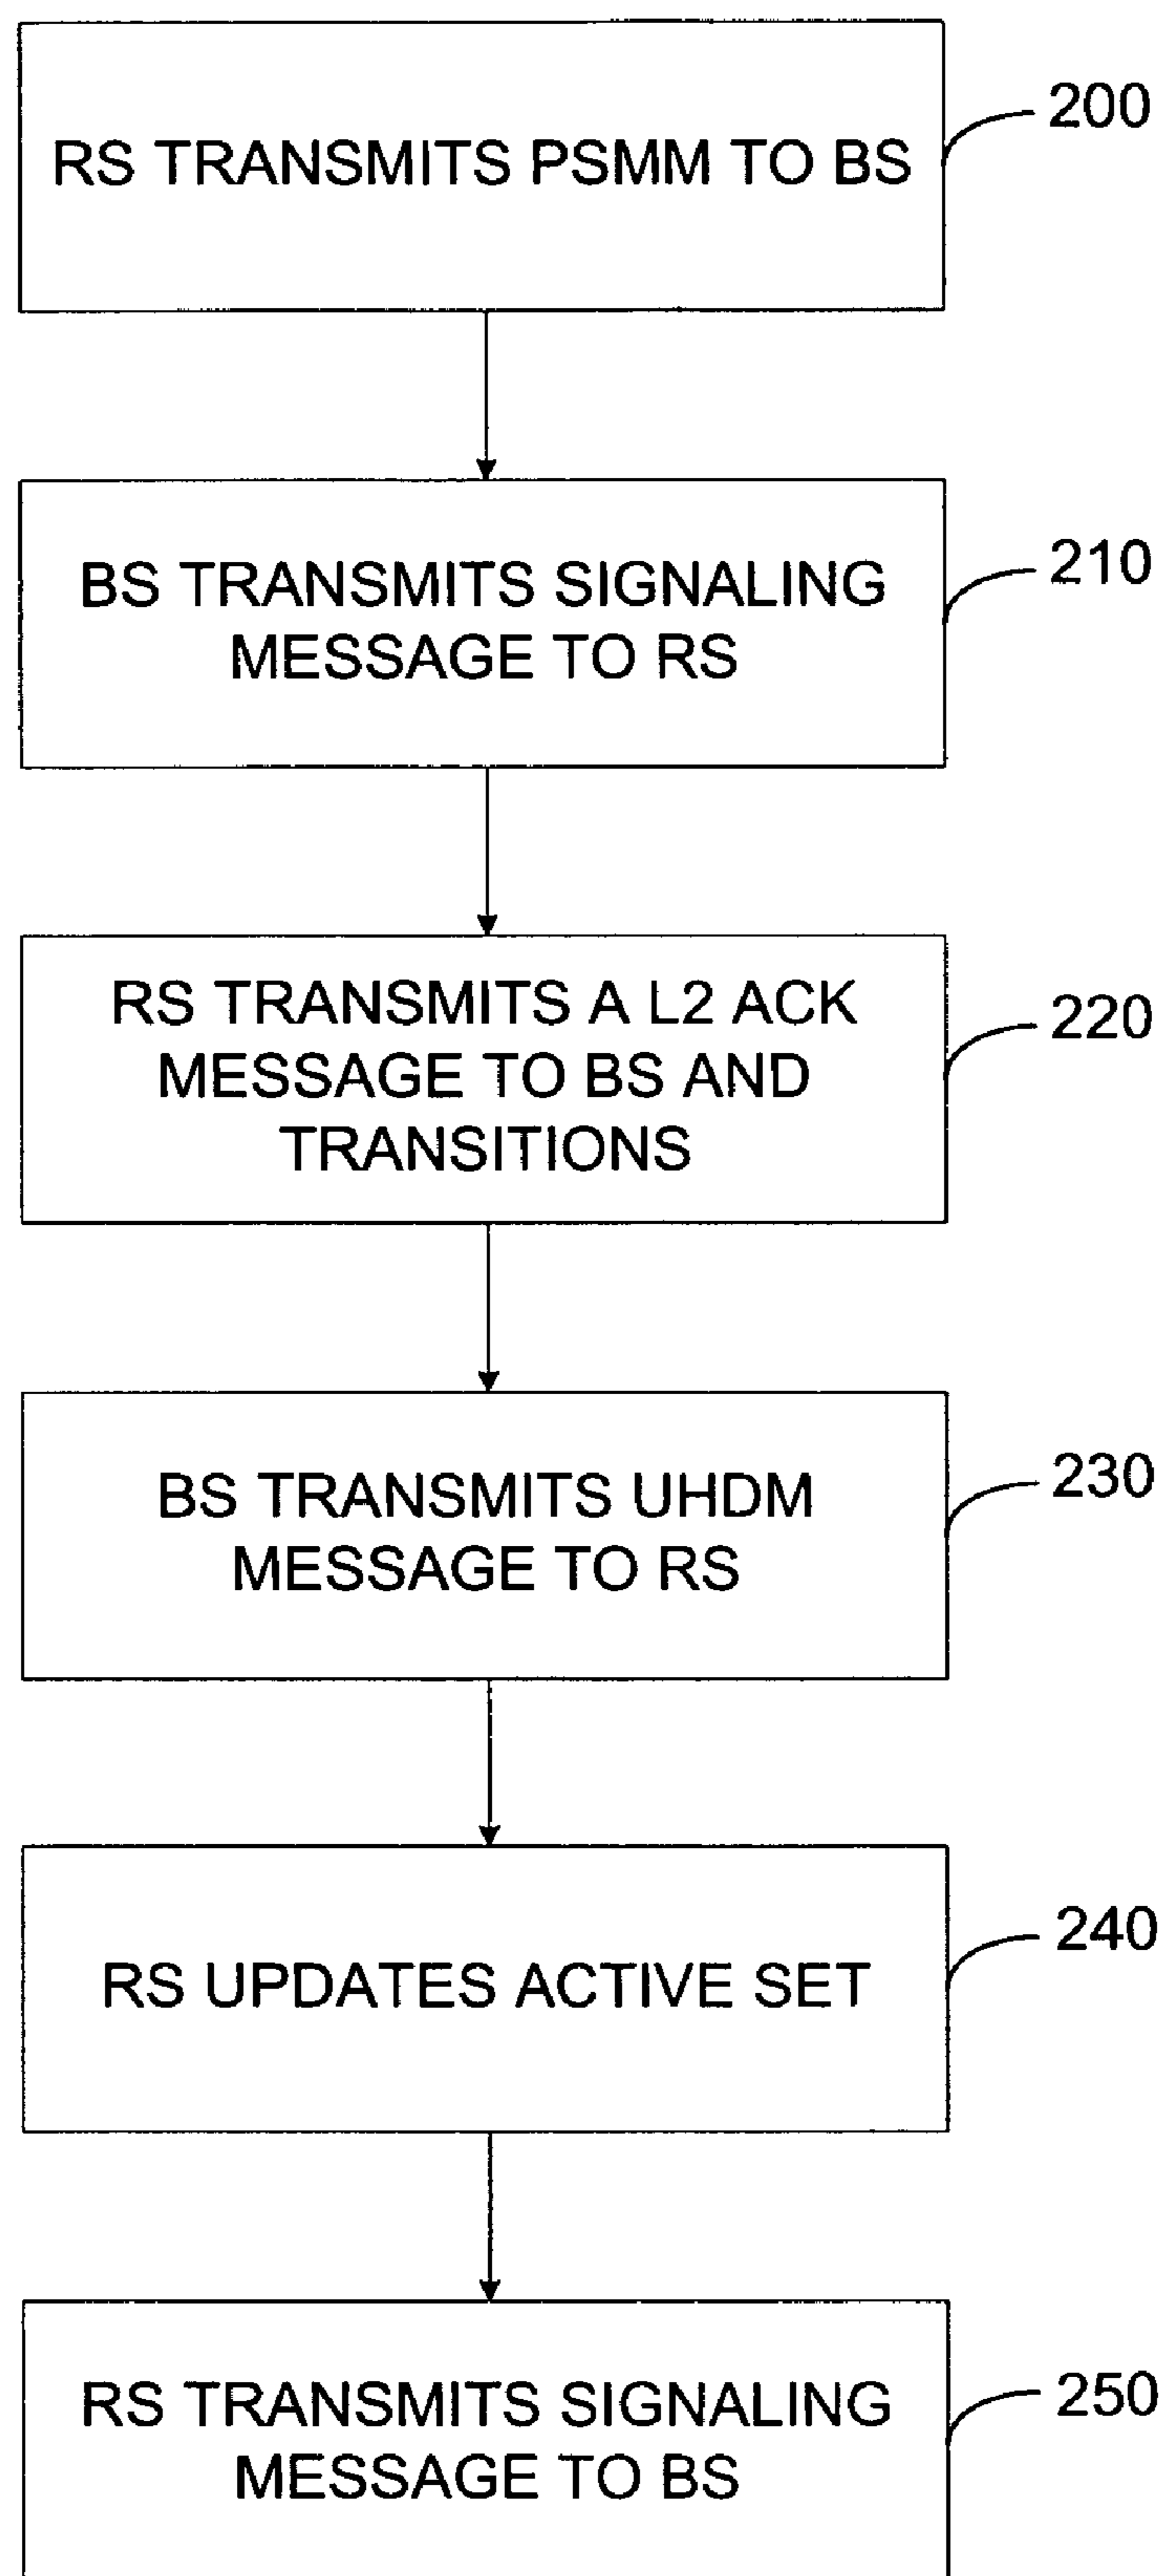 RS TRANSMITS PSMM TO BS
200
BS TRANSMITS SIGNALING
MESSAGE TO RS
210
RS TRANSMITS A L2 ACK
MESSAGE TO BS AND
TRANSITIONS
220
BS TRANSMITS UHDM
MESSAGE TO RS
230
RS UPDATES ACTIVE SET
240
RS TRANSMITS SIGNALING
MESSAGE TO BS
250